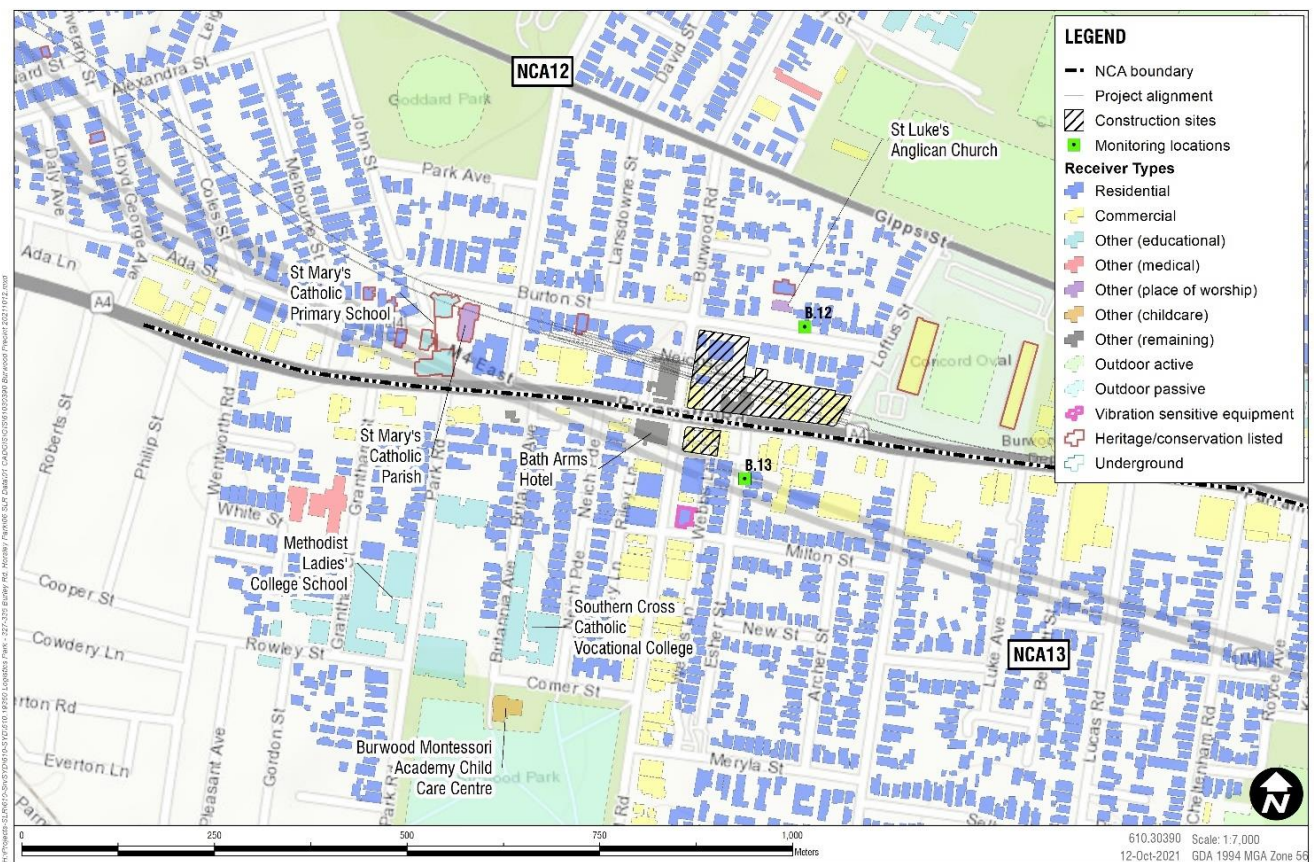 LEGEND
NCA boundary
Project alignment
Construction sites
Monitoring locations
Receiver Types
Residential
Commercial
Other (educational)
Other (medical)
Other (place of worship)
Other (childcare)
Other (remaining)
Outdoor active
Outdoor passive
Vibration sensitive equipment
Heritage/conservation listed
Underground
NCA12
Alexandra St
Goddard Park
David St
John St
Park Ave
Daly Ave
Lloyd George Ave
Coles St
Melbourne St
Lansdowne St
Burwood Rd
St Luke's
Anglican Church
Gipps St
Ada Ln
Ada St
A4
St Mary's
Catholic
Primary School
Burton St
B.12
Loftus St
Concord Oval
M4 East
A4
Roberts St
Philip St
Wentworth Rd
Grantham
St Mary's
Catholic
Parish
Bath Arms
Hotel
B.13
White St
Methodist
Ladies'
College School
Milton St
Cooper St
Cowdery Ln
Rowley St
Britannia Ave
Southern Cross
Catholic
Vocational College
New St
Esher St
Archer St
Luke Ave
NCA13
Lucas Rd
Royce Ave
Comer St
Everton Ln
Pleasant Ave
Gordon St
Burwood Montessori
Academy Child
Care Centre
Meryla St
Cheltenham Rd
N
0 250 500 750 1,000
Meters
610.30390 Scale: 1:7,000
12-Oct-2021 GDA 1994 MGA Zone 56